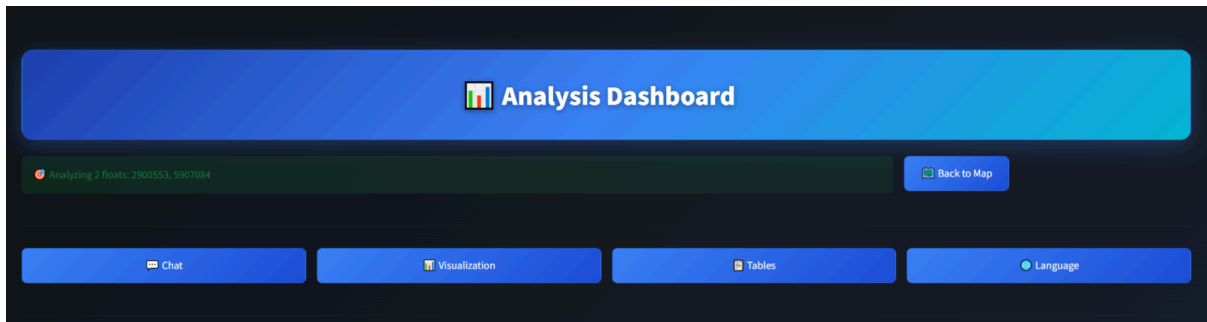 Analysis Dashboard
Analyzing 2 floats: 2900553, 5907084
Back to Map
Chat
Visualization
Tables
Language